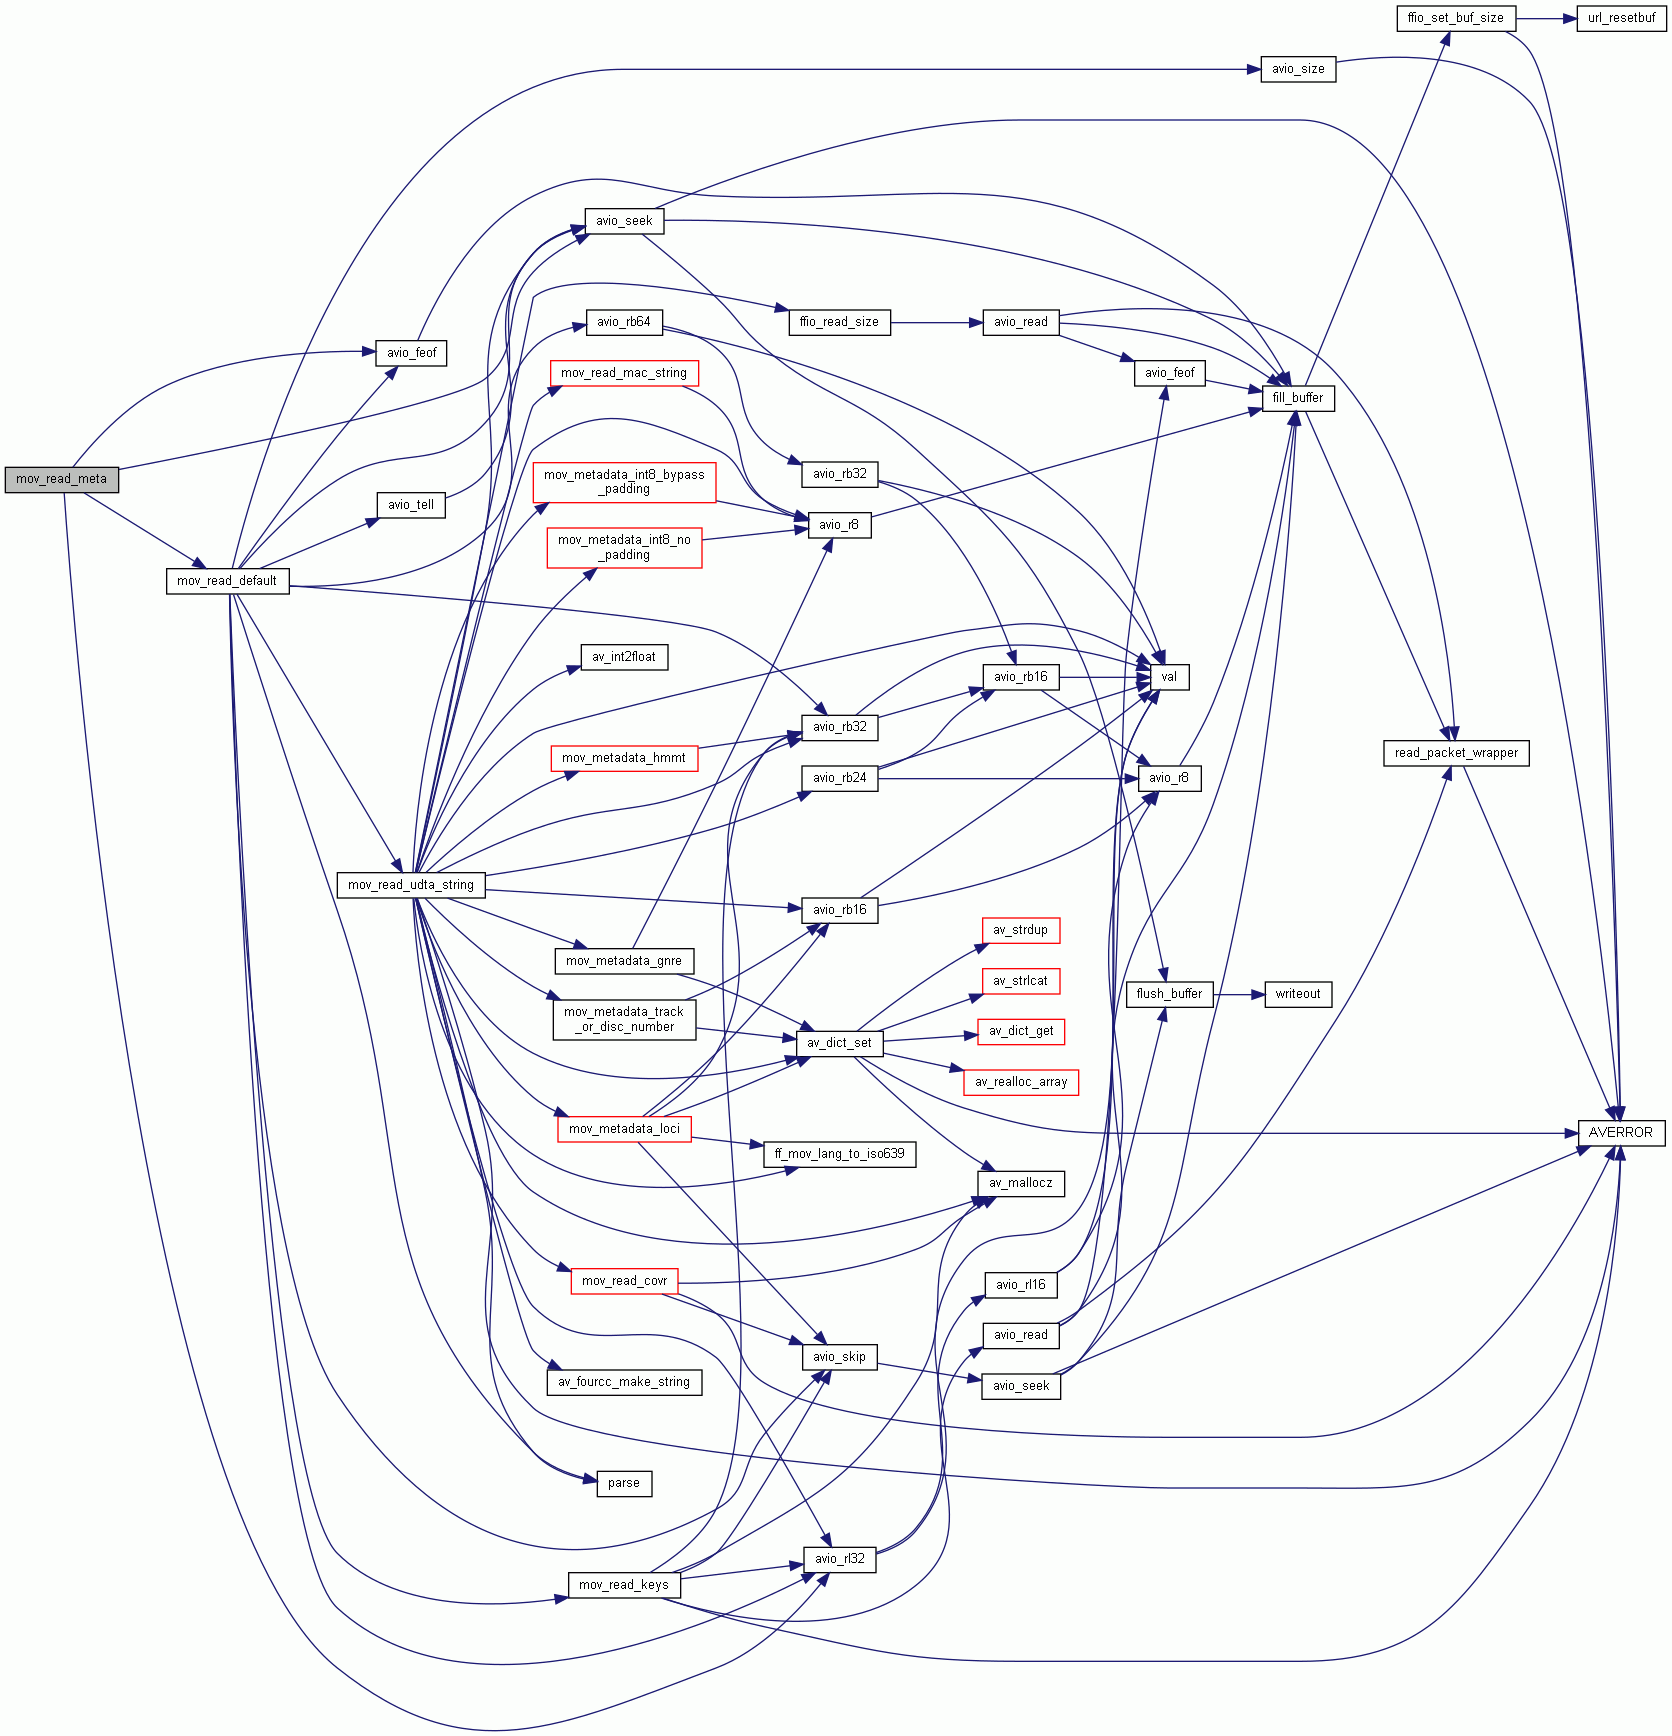 ffio_set_buf_size
url_resetbuf
avio_size
avio_seek
avio_rb64
ffio_read_size
avio_read
avio_feof
mov_read_mac_string
avio_feof
fill_buffer
mov_read_meta
mov_metadata_int8_bypass
_padding
avio_rb32
avio_tell
avio_r8
mov_metadata_int8_no
_padding
mov_read_default
av_int2float
avio_rb16
val
avio_rb32
mov_metadata_hmmt
read_packet_wrapper
avio_rb24
avio_r8
mov_read_udta_string
avio_rb16
av_strdup
mov_metadata_gnre
av_strlcat
flush_buffer
writeout
mov_metadata_track
_or_disc_number
av_dict_get
av_dict_set
av_realloc_array
mov_metadata_loci
AVERROR
ff_mov_lang_to_iso639
av_mallocz
mov_read_covr
avio_rl16
avio_read
avio_skip
av_fourcc_make_string
avio_seek
parse
avio_rl32
mov_read_keys